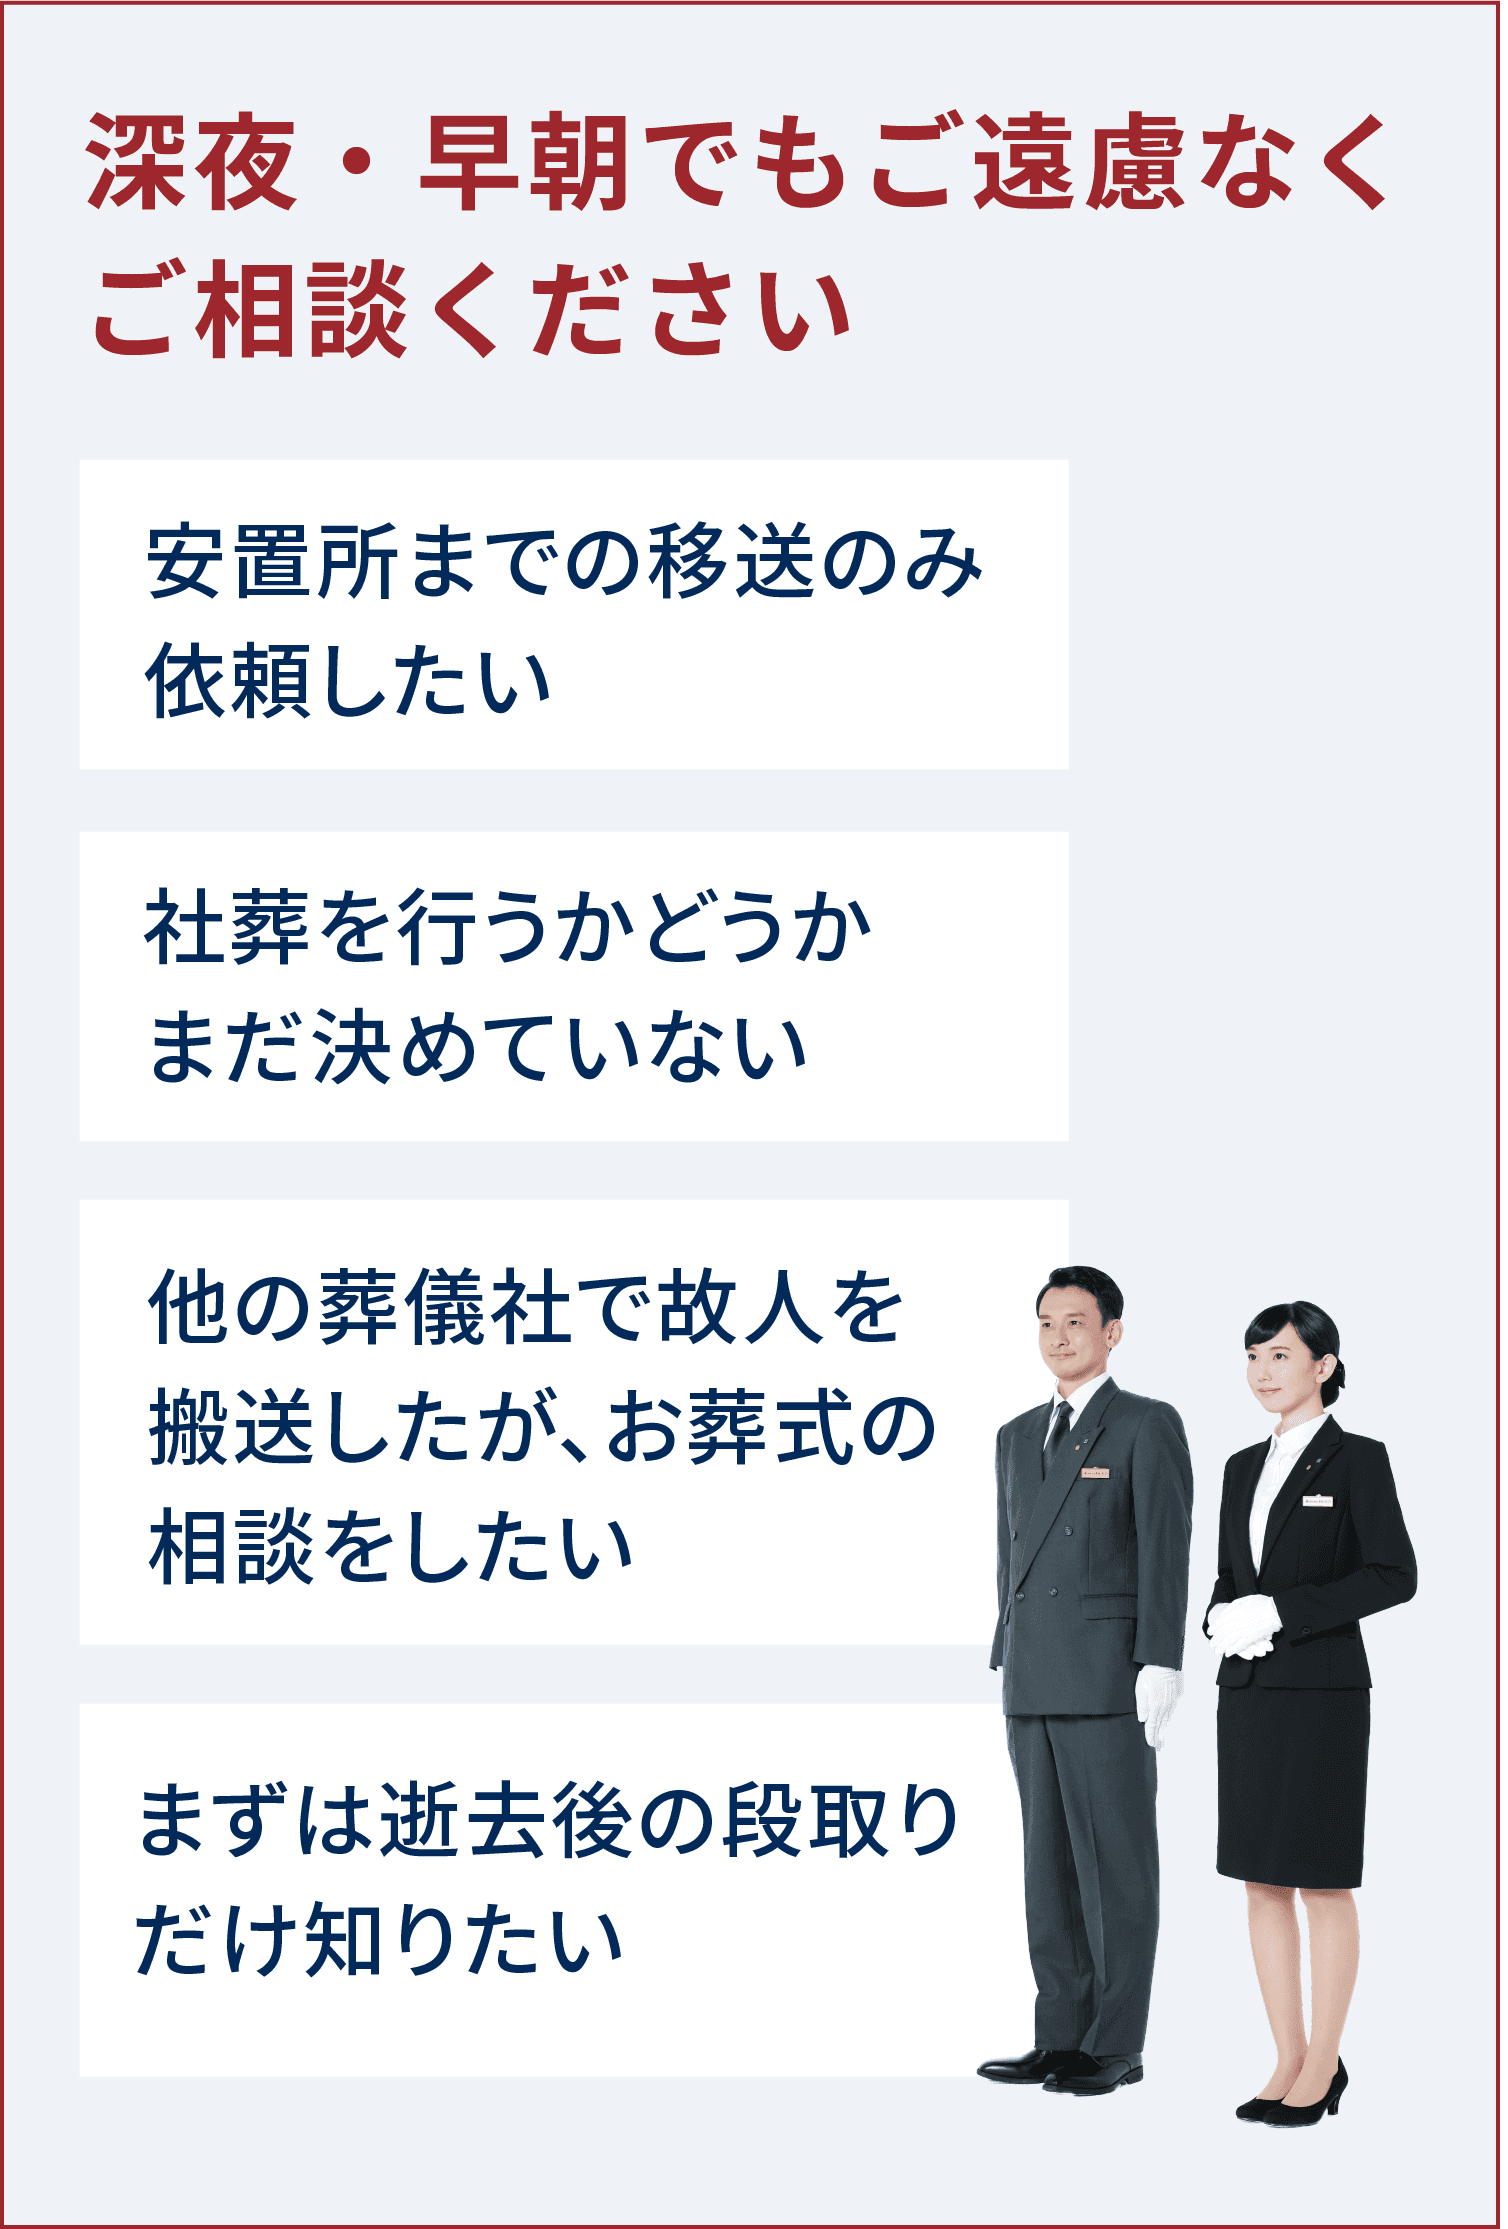 深夜・早朝でもご遠慮なく
ご相談ください
安置所までの移送のみ
依頼したい
社葬を行うかどうか
まだ決めていない
他の葬儀社で故人を
搬送したが、お葬式の
相談をしたい
まずは逝去後の段取り
だけ知りたい